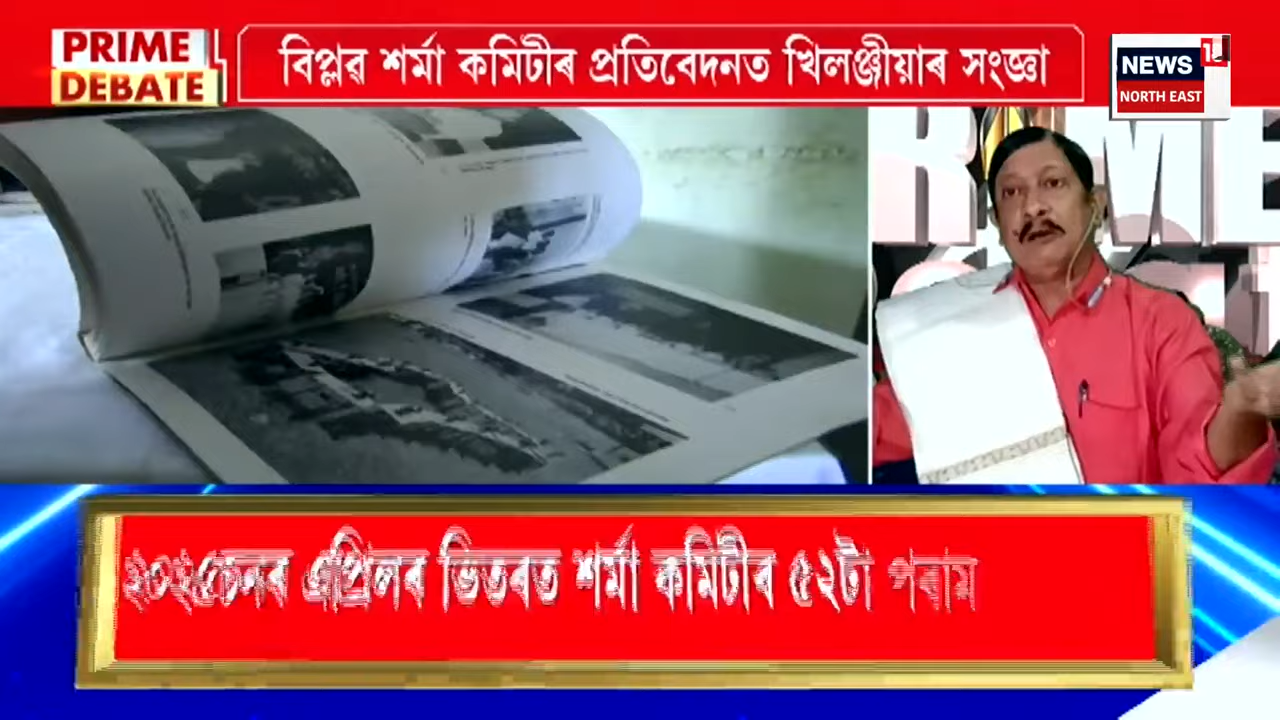 PRIME
DEBATE
বিপ্লৱ শৰ্মা কমিটীৰ প্ৰতিবেদনত খিলঞ্জীয়াৰ সংজ্ঞা
NEWS 18
NORTH EAST
২০২৫চনৰ এপ্ৰিলৰ ভিতৰত শৰ্মা কমিটীৰ ৫২টা পৰাম